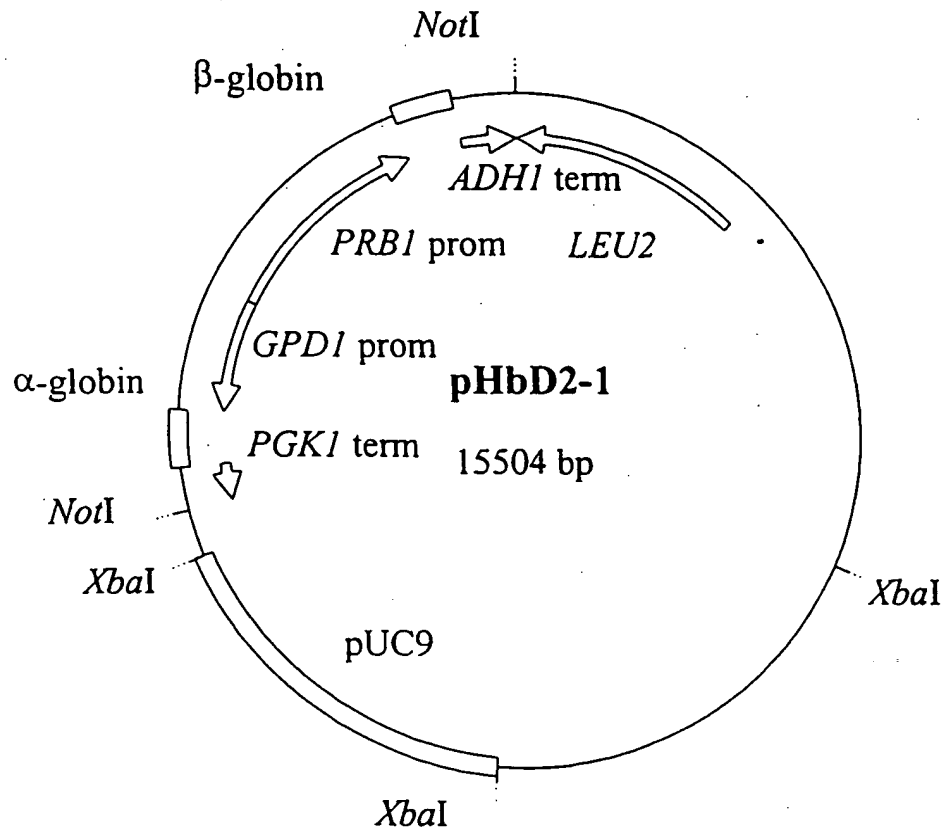 NotI
β-globin
ADH1 term
PRB1 prom
LEU2
GPD1 prom
α-globin
pHbD2-1
PGK1 term
15504 bp
NotI
XbaI
XbaI
pUC9
XbaI